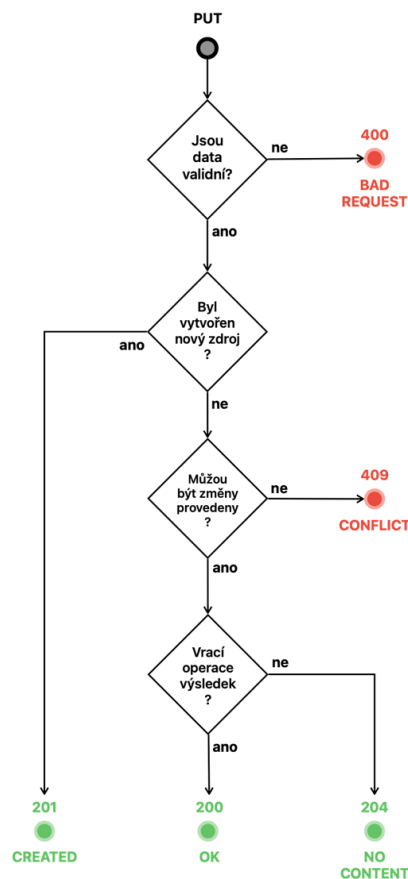 PUT
Jsou
data
validní?
ne
400
BAD
REQUEST
ano
Byl
vytvořen
nový zdroj
?
ano
ne
Můžou
být změny
provedeny
?
ne
409
CONFLICT
ano
Vrací
operace
výsledek
?
ne
ano
201
CREATED
200
OK
204
NO
CONTENT